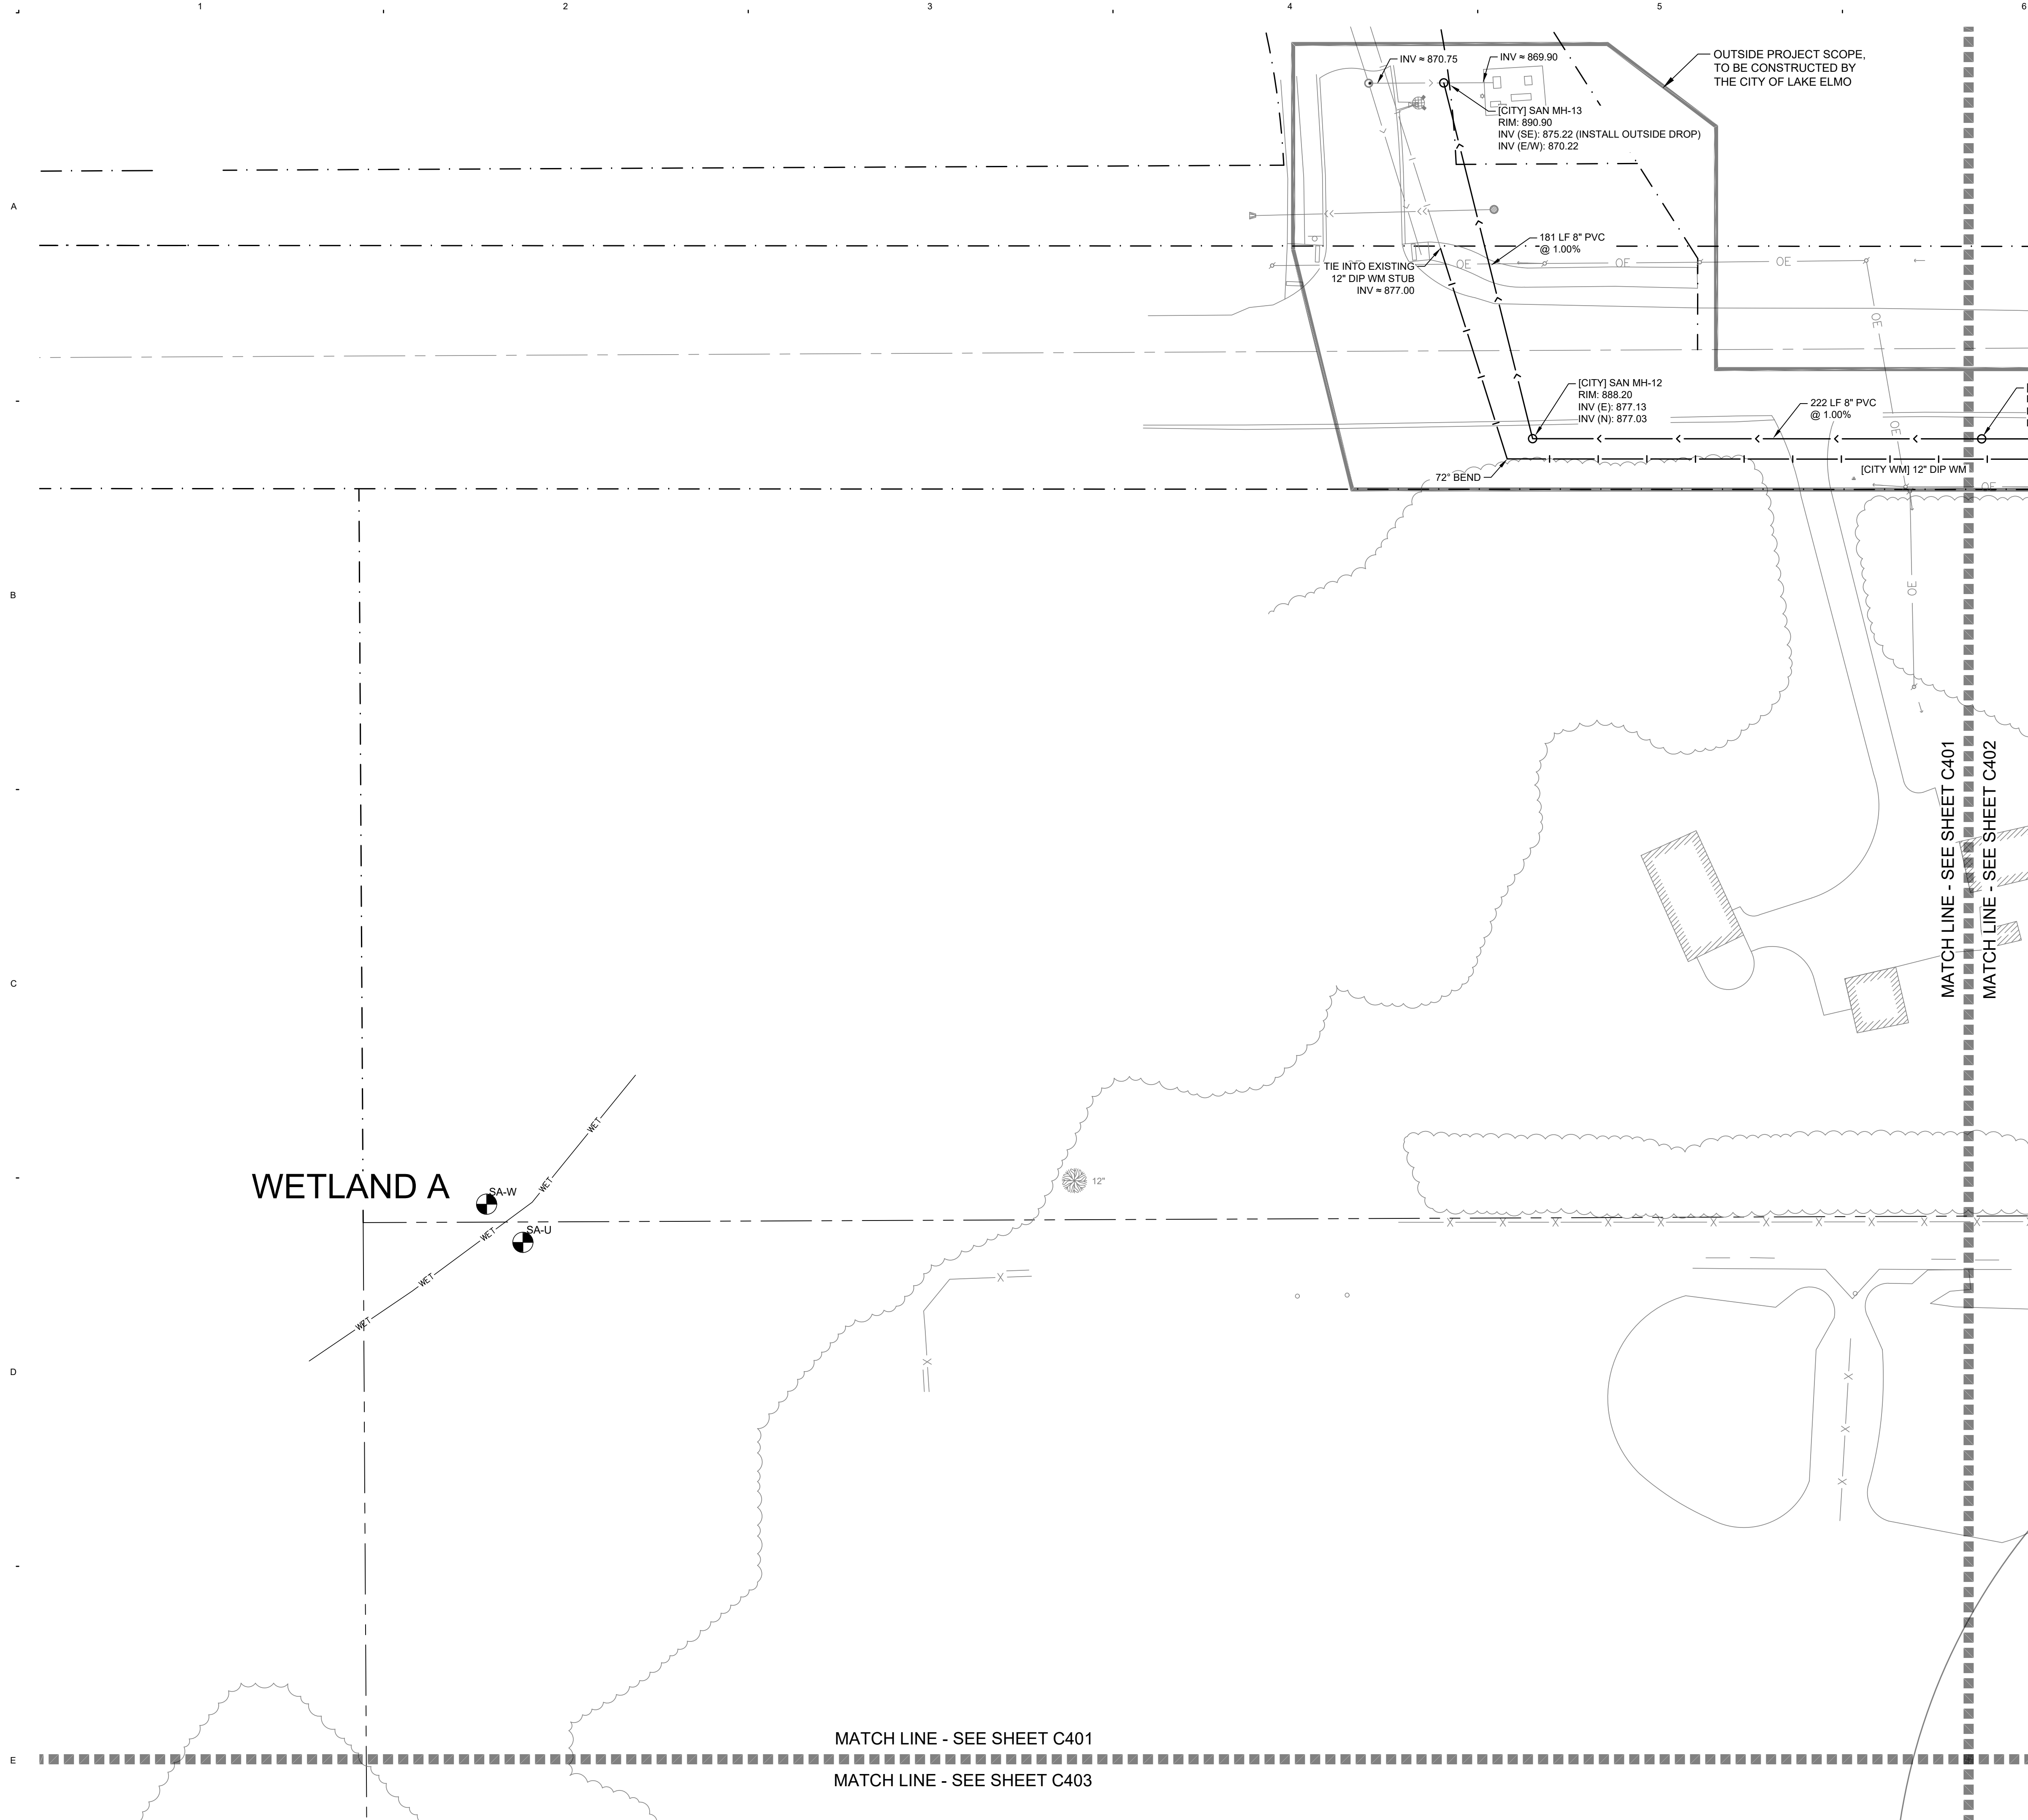 1
2
3
4
5
6
OUTSIDE PROJECT SCOPE,
TO BE CONSTRUCTED BY
THE CITY OF LAKE ELMO
INV ≈ 870.75
INV ≈ 869.90
[CITY] SAN MH-13
RIM: 890.90
INV (SE): 875.22 (INSTALL OUTSIDE DROP)
INV (E/W): 870.22
A
181 LF 8" PVC
@ 1.00%
TIE INTO EXISTING
12" DIP WM STUB
INV ≈ 877.00
OE
OE
OE
OE
OE
[CITY] SAN MH-12
RIM: 888.20
INV (E): 877.13
INV (N): 877.03
222 LF 8" PVC
@ 1.00%
OE
[CITY WM] 12" DIP WM
72° BEND
OE
B
OE
MATCH LINE - SEE SHEET C401
MATCH LINE - SEE SHEET C402
C
WET
WETLAND A
SA-W
WET
12"
SA-U
WET
WET
WET
X X X X X X X X X X X
X
X
X
X
X
D
MATCH LINE - SEE SHEET C401
E
MATCH LINE - SEE SHEET C403